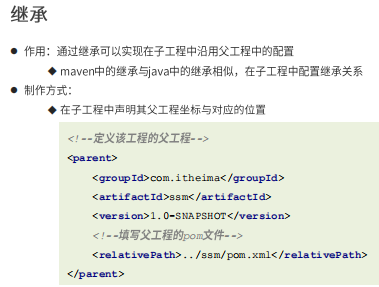 继承
● 作用：通过继承可以实现在子工程中沿用父工程中的配置
◆ maven中的继承与java中的继承相似，在子工程中配置继承关系
● 制作方式：
◆ 在子工程中声明其父工程坐标与对应的位置
<!--定义该工程的父工程-->
<parent>
<groupId>com.itheima</groupId>
<artifactId>ssm</artifactId>
<version>1.0-SNAPSHOT</version>
<!--填写父工程的pom文件-->
<relativePath>../ssm/pom.xml</relativePath>
</parent>